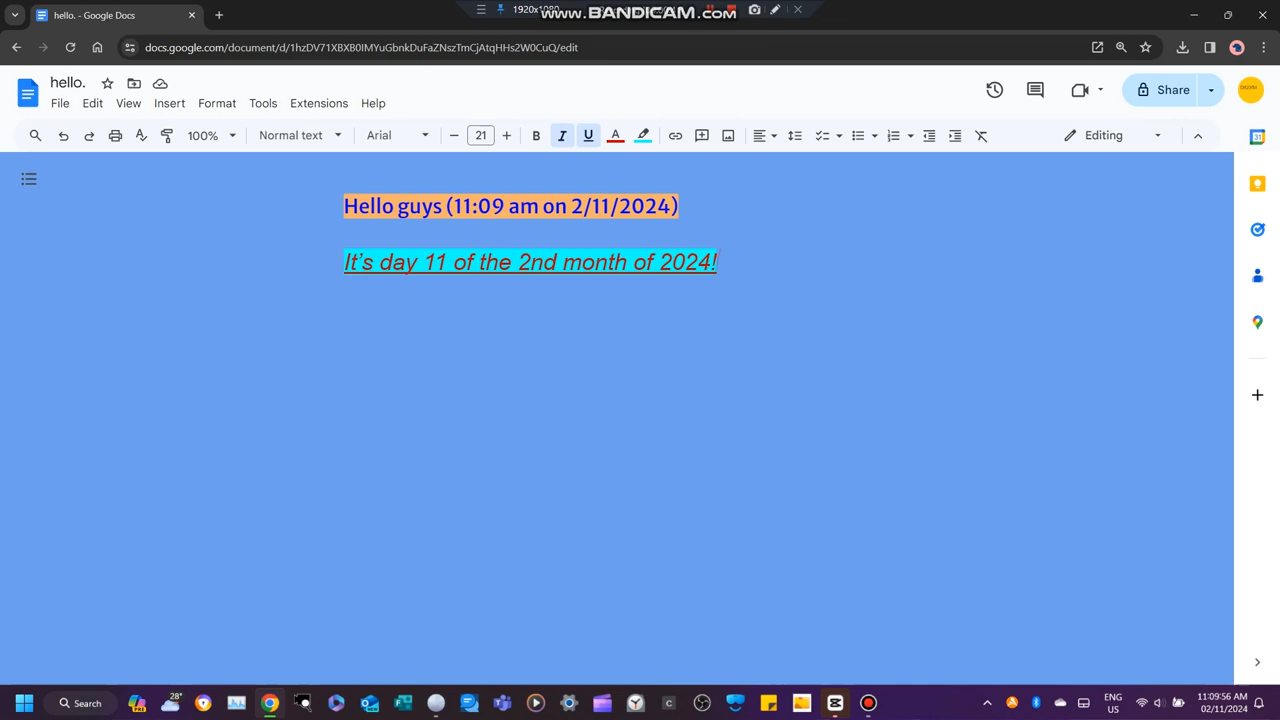 hello. - Google Docs
1920x1080
www.BANDICAM.com
docs.google.com/document/d/1hzDV71XBXB0IMYuGbnkDuFaZNszTmCjAtqHHs2W0CuQ/edit
hello.
Share
File Edit View Insert Format Tools Extensions Help
100% Normal text Arial 21 Editing
Hello guys (11:09 am on 2/11/2024)
It’s day 11 of the 2nd month of 2024!
28°
Search
ENG
US
11:09:56 AM
02/11/2024